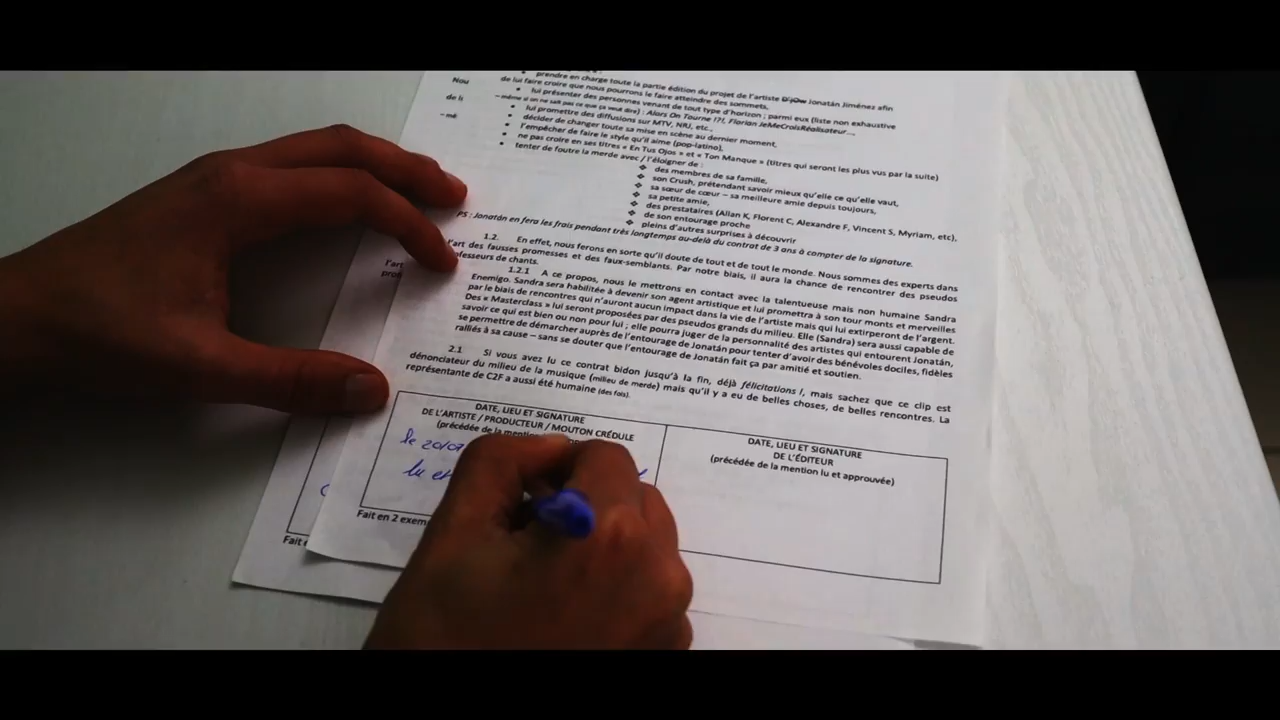 prendre en charge toute la partie édition du projet de l'artiste DjOw Jonatán Jiménez afin
de lui faire croire que nous pourrons le faire atteindre des sommets,
• lui présenter des personnes venant de tout type d'horizon ; parmi eux (liste non exhaustive
– même si on ne sait pas ce que ça veut dire) : Alors On Tourne !?!, Florian JeMeCroisRéalisateur...,
• lui promettre des diffusions sur MTV, NRJ, etc.,
• décider de changer toute sa mise en scène au dernier moment,
• l'empêcher de faire le style qu'il aime (pop-latino),
• ne pas croire en ses titres « En Tus Ojos » et « Ton Manque » (titres qui seront les plus vus par la suite)
• tenter de foutre la merde avec / l'éloigner de :
❖ des membres de sa famille,
❖ son Crush, prétendant savoir mieux qu'elle ce qu'elle vaut,
❖ sa sœur de cœur – sa meilleure amie depuis toujours,
❖ sa petite amie,
❖ des prestataires (Allan K, Florent C, Alexandre F, Vincent S, Myriam, etc),
❖ de son entourage proche
❖ pleins d'autres surprises à découvrir
PS : Jonatán en fera les frais pendant très longtemps au-delà du contrat de 3 ans à compter de la signature.
1.2. En effet, nous ferons en sorte qu'il doute de tout et de tout le monde. Nous sommes des experts dans
l'art des fausses promesses et des faux-semblants. Par notre biais, il aura la chance de rencontrer des pseudos
professeurs de chants.
1.2.1 A ce propos, nous le mettrons en contact avec la talentueuse mais non humaine Sandra
Enemigo. Sandra sera habilitée à devenir son agent artistique et lui promettra à son tour monts et merveilles
par le biais de rencontres qui n'auront aucun impact dans la vie de l'artiste mais qui lui extirperont de l'argent.
Des « Masterclass » lui seront proposées par des pseudos grands du milieu. Elle (Sandra) sera aussi capable de
savoir ce qui est bien ou non pour lui ; elle pourra juger de la personnalité des artistes qui entourent Jonatán,
se permettre de démarcher auprès de l'entourage de Jonatán pour tenter d'avoir des bénévoles dociles, fidèles
ralliés à sa cause – sans se douter que l'entourage de Jonatán fait ça par amitié et soutien.
2.1 Si vous avez lu ce contrat bidon jusqu'à la fin, déjà félicitations !, mais sachez que ce clip est
dénonciateur du milieu de la musique (milieu de merde) mais qu'il y a eu de belles choses, de belles rencontres. La
représentante de C2F a aussi été humaine (des fois).
DATE, LIEU ET SIGNATURE
DE L'ARTISTE / PRODUCTEUR / MOUTON CRÉDULE
(précédée de la mention
le 20/07
lu et
DATE, LIEU ET SIGNATURE
DE L'ÉDITEUR
(précédée de la mention lu et approuvée)
Fait en 2 exem
Nou
de li
– mê
l'art
prof
Fait e